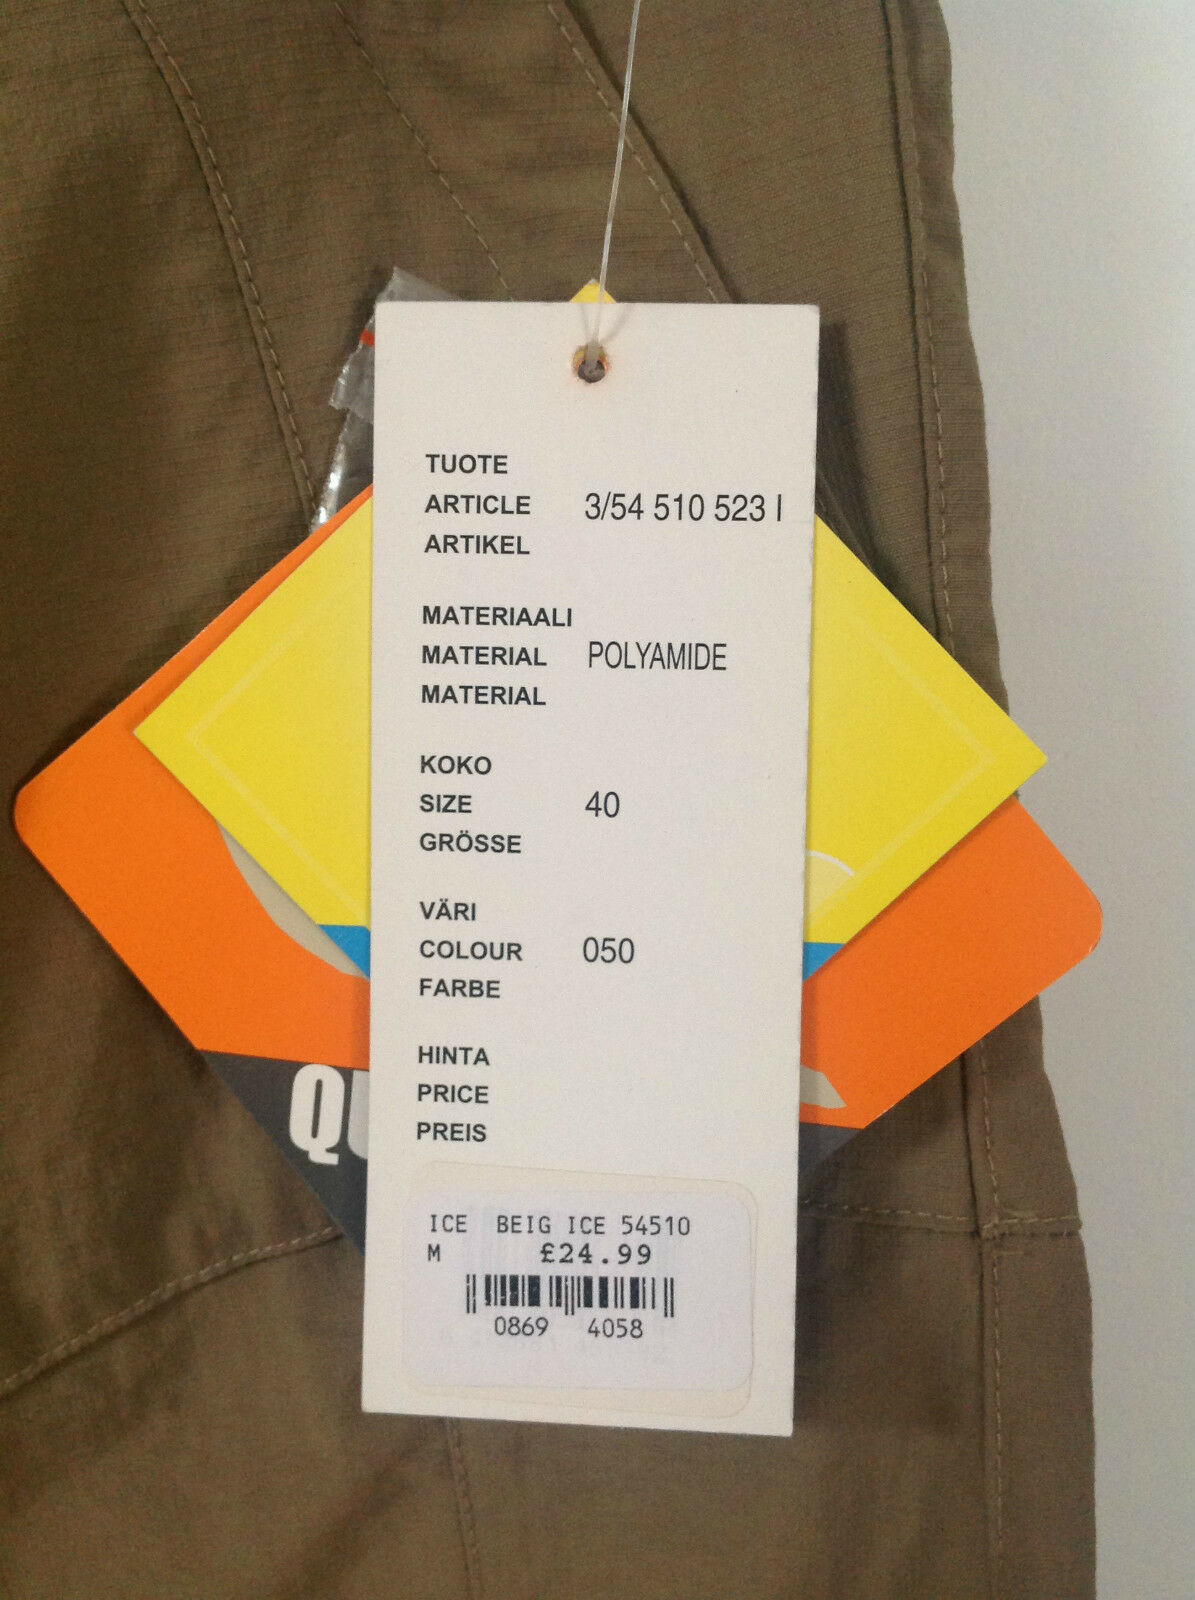 TUOTE
ARTICLE 3/54 510 523 I
ARTIKEL
MATERIAALI
MATERIAL POLYAMIDE
MATERIAL
KOKO
SIZE 40
GRÖSSE
VÄRI
COLOUR 050
FARBE
HINTA
PRICE
PREIS
ICE BEIG ICE 54510
M £24.99
0869 4058